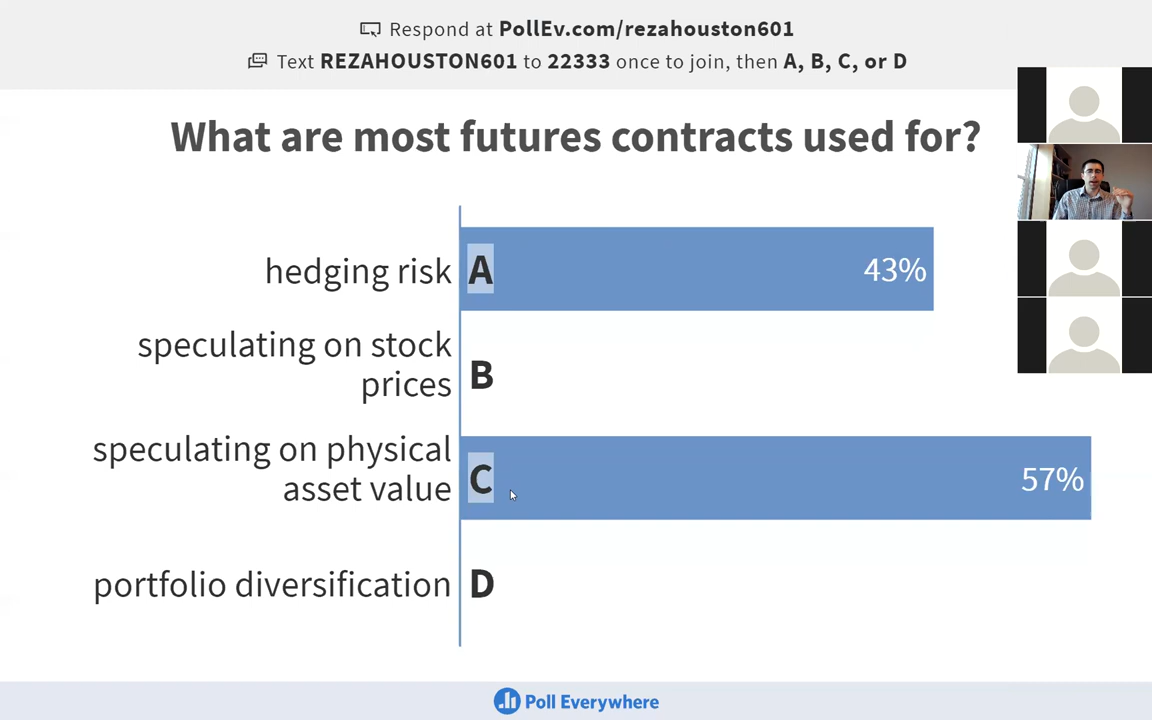 Respond at PollEv.com/rezahouston601
Text REZAHOUSTON601 to 22333 once to join, then A, B, C, or D
What are most futures contracts used for?
hedging risk A 43%
speculating on stock
prices B
speculating on physical
asset value C 57%
portfolio diversification D
Poll Everywhere